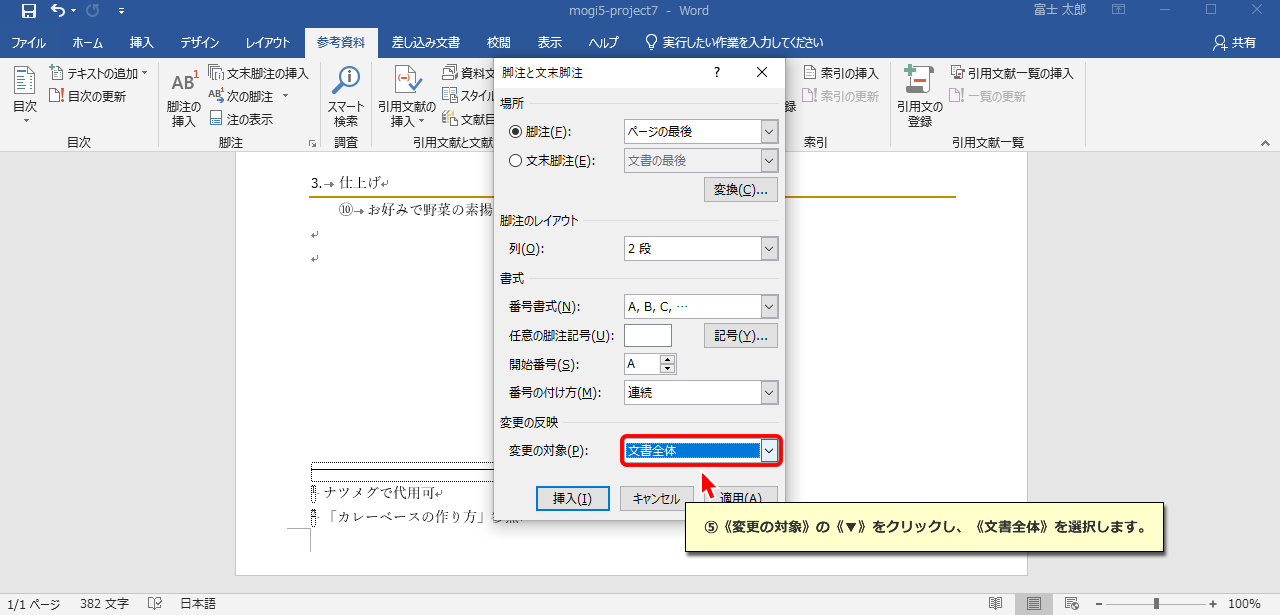 mogi5-project7 - Word
富士 太郎
ファイル ホーム 挿入 デザイン レイアウト 参考資料 差し込み文書 校閲 表示 ヘルプ 実行したい作業を入力してください 共有
目次
テキストの追加
目次の更新
目次
AB1
脚注の
挿入
文末脚注の挿入
次の脚注
注の表示
脚注
スマート
検索
調査
引用文献の
挿入
資料文
スタイル
文献目
引用文献と文献
録
索引の挿入
索引の更新
索引
引用文の
登録
引用文献一覧の挿入
一覧の更新
引用文献一覧
脚注と文末脚注 ?
場所
脚注(F): ページの最後
文末脚注(E): 文書の最後
変換(C)...
脚注のレイアウト
列(O): 2 段
書式
番号書式(N): A, B, C, …
任意の脚注記号(U): 記号(Y)...
開始番号(S): A
番号の付け方(M): 連続
変更の反映
変更の対象(P): 文書全体
挿入(I) キャンセル 適用(A)
3.→ 仕上げ↵
⑩→お好みで野菜の素揚
↵
↵
ナツメグで代用可↵
「カレーベースの作り方」参照
⑤《変更の対象》の《▼》をクリックし、《文書全体》を選択します。
1/1 ページ 382 文字 日本語 100%